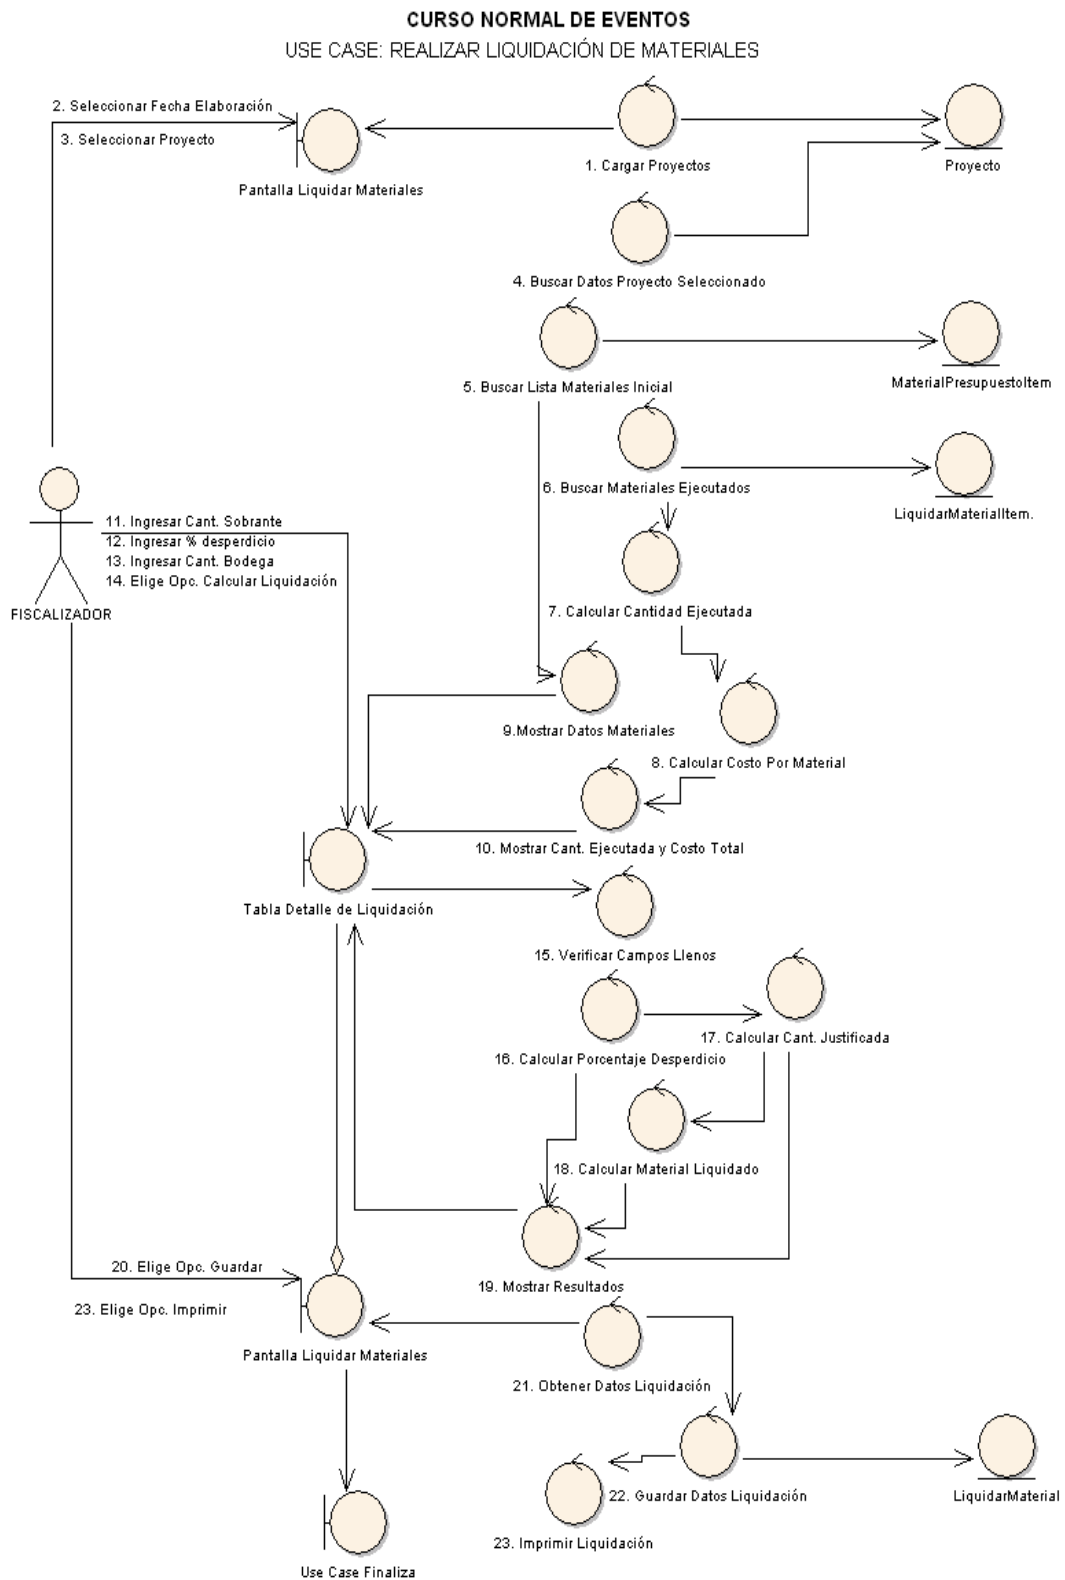 CURSO NORMAL DE EVENTOS
USE CASE: REALIZAR LIQUIDACIÓN DE MATERIALES
2. Seleccionar Fecha Elaboración
3. Seleccionar Proyecto
Pantalla Liquidar Materiales
1. Cargar Proyectos
Proyecto
4. Buscar Datos Proyecto Seleccionado
5. Buscar Lista Materiales Inicial
MaterialPresupuestoItem
6. Buscar Materiales Ejecutados
LiquidarMaterialItem.
11. Ingresar Cant. Sobrante
12. Ingresar % desperdicio
13. Ingresar Cant. Bodega
14. Elige Opc. Calcular Liquidación
FISCALIZADOR
7. Calcular Cantidad Ejecutada
9.Mostrar Datos Materiales
8. Calcular Costo Por Material
10. Mostrar Cant. Ejecutada y Costo Total
Tabla Detalle de Liquidación
15. Verificar Campos Llenos
17. Calcular Cant. Justificada
16. Calcular Porcentaje Desperdicio
18. Calcular Material Liquidado
20. Elige Opc. Guardar
19. Mostrar Resultados
23. Elige Opc. Imprimir
Pantalla Liquidar Materiales
21. Obtener Datos Liquidación
22. Guardar Datos Liquidación
LiquidarMaterial
23. Imprimir Liquidación
Use Case Finaliza